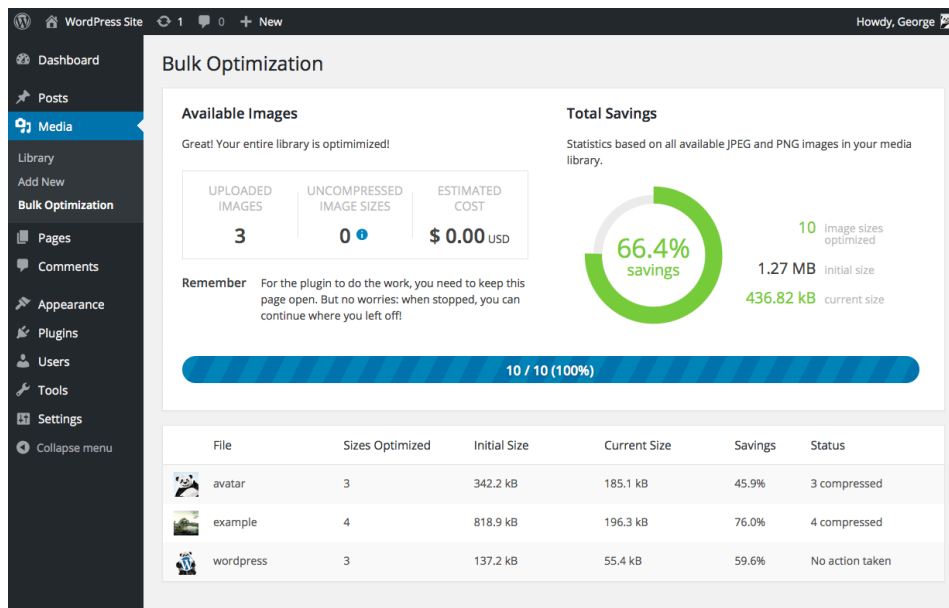 WordPress Site 1 0 + New
Howdy, George
Dashboard
Posts
Media
Library
Add New
Bulk Optimization
Pages
Comments
Appearance
Plugins
Users
Tools
Settings
Collapse menu
Bulk Optimization
Available Images
Great! Your entire library is optimimized!
UPLOADED
IMAGES
3
UNCOMPRESSED
IMAGE SIZES
0
ESTIMATED
COST
$ 0.00 USD
Remember
For the plugin to do the work, you need to keep this
page open. But no worries: when stopped, you can
continue where you left off!
Total Savings
Statistics based on all available JPEG and PNG images in your media
library.
66.4%
savings
10 image sizes
optimized
1.27 MB initial size
436.82 kB current size
10 / 10 (100%)
File Sizes Optimized Initial Size Current Size Savings Status
avatar 3 342.2 kB 185.1 kB 45.9% 3 compressed
example 4 818.9 kB 196.3 kB 76.0% 4 compressed
wordpress 3 137.2 kB 55.4 kB 59.6% No action taken